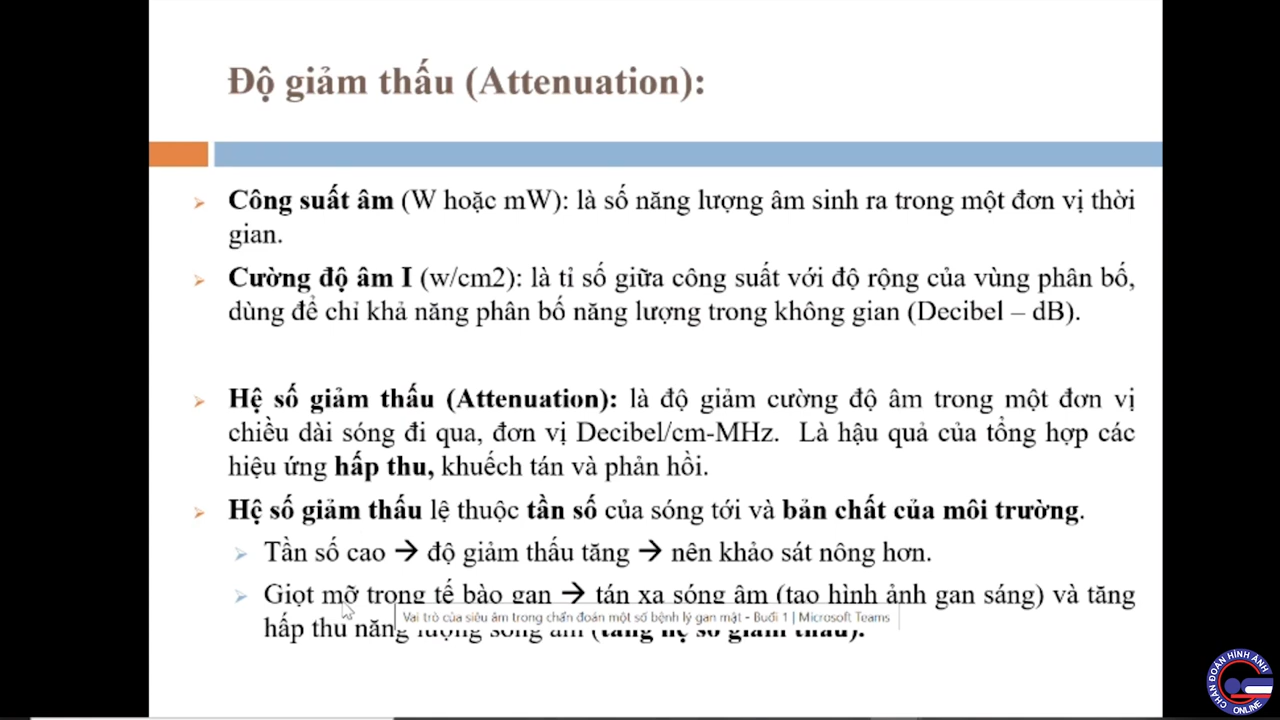 Độ giảm thấu (Attenuation):
Công suất âm (W hoặc mW): là số năng lượng âm sinh ra trong một đơn vị thời
gian.
Cường độ âm I (w/cm2): là tỉ số giữa công suất với độ rộng của vùng phân bố,
dùng để chỉ khả năng phân bố năng lượng trong không gian (Decibel – dB).
Hệ số giảm thấu (Attenuation): là độ giảm cường độ âm trong một đơn vị
chiều dài sóng đi qua, đơn vị Decibel/cm-MHz. Là hậu quả của tổng hợp các
hiệu ứng hấp thu, khuếch tán và phản hồi.
Hệ số giảm thấu lệ thuộc tần số của sóng tới và bản chất của môi trường.
Tần số cao → độ giảm thấu tăng → nên khảo sát nông hơn.
Giọt mỡ trong tế bào gan → tán xa sóng âm (tạo hình ảnh gan sáng) và tăng
Vai trò của siêu âm trong chẩn đoán một số bệnh lý gan mật - Buổi 1 | Microsoft Teams
hấp thu năng lượng sóng âm (tăng hệ số giảm thấu).
CHẨN ĐOÁN HÌNH ẢNH
ONLINE